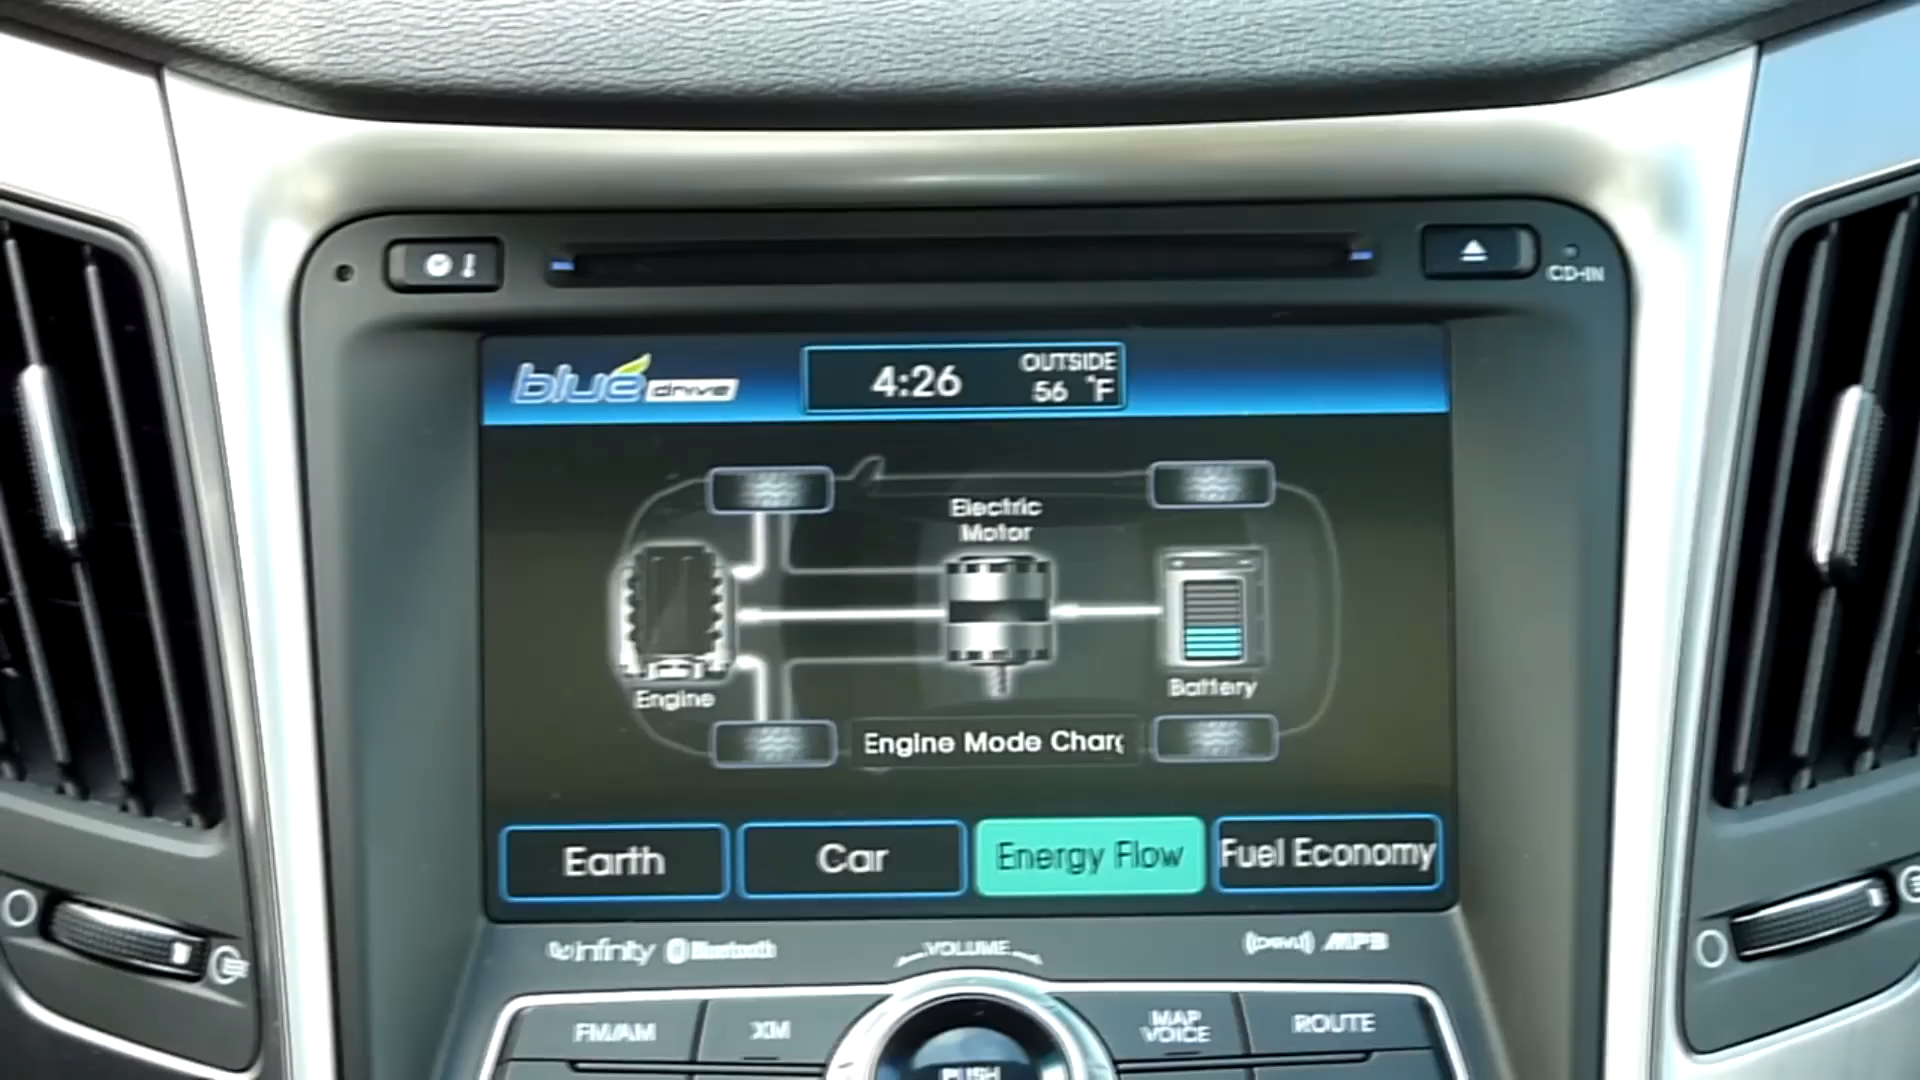 CD-IN
blue drive
4:26
OUTSIDE
56 °F
Electric
Motor
Engine
Battery
Engine Mode Charg
Earth
Car
Energy Flow
Fuel Economy
infinity
Bluetooth
VOLUME
MP3
FM/AM
XM
MAP
VOICE
ROUTE
PUSH